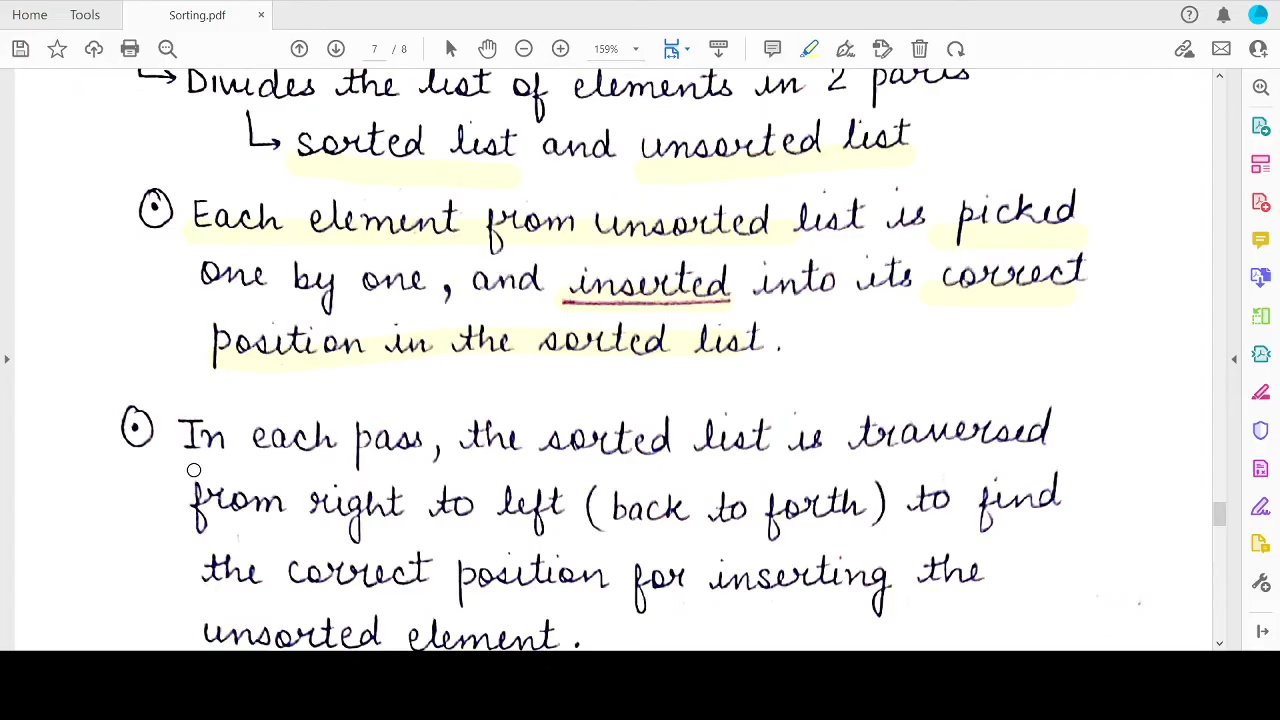 Home Tools Sorting.pdf ×
7 / 8 159%
↳ Divides the list of elements in 2 parts
↳ sorted list and unsorted list
⊙ Each element from unsorted list is picked
one by one, and inserted into its correct
position in the sorted list.
⊙ In each pass, the sorted list is traversed
from right to left (back to forth) to find
the correct position for inserting the
unsorted element.